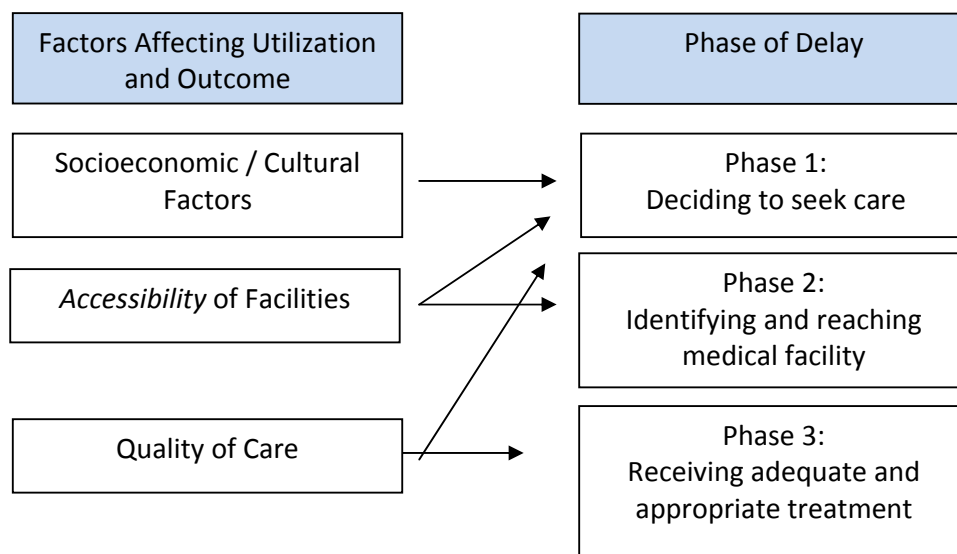 Factors Affecting Utilization
and Outcome
Phase of Delay
Socioeconomic / Cultural
Factors
Phase 1:
Deciding to seek care
Accessibility of Facilities
Phase 2:
Identifying and reaching
medical facility
Quality of Care
Phase 3:
Receiving adequate and
appropriate treatment